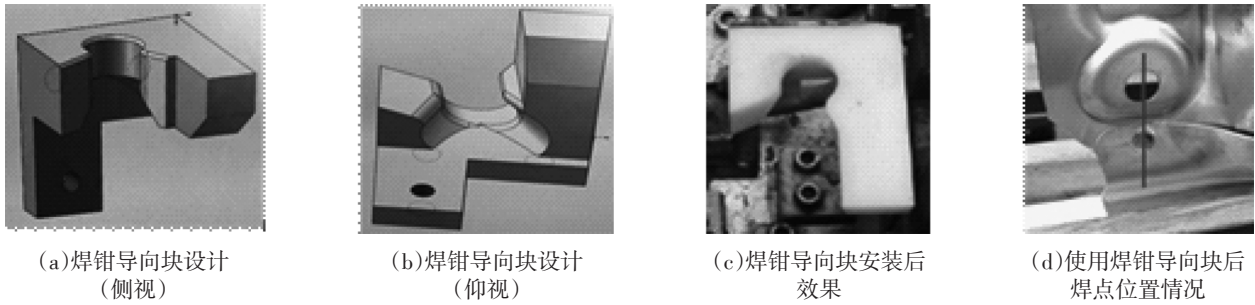 (a)焊钳导向块设计
(侧视)
(b)焊钳导向块设计
(仰视)
(c)焊钳导向块安装后
效果
(d)使用焊钳导向块后
焊点位置情况